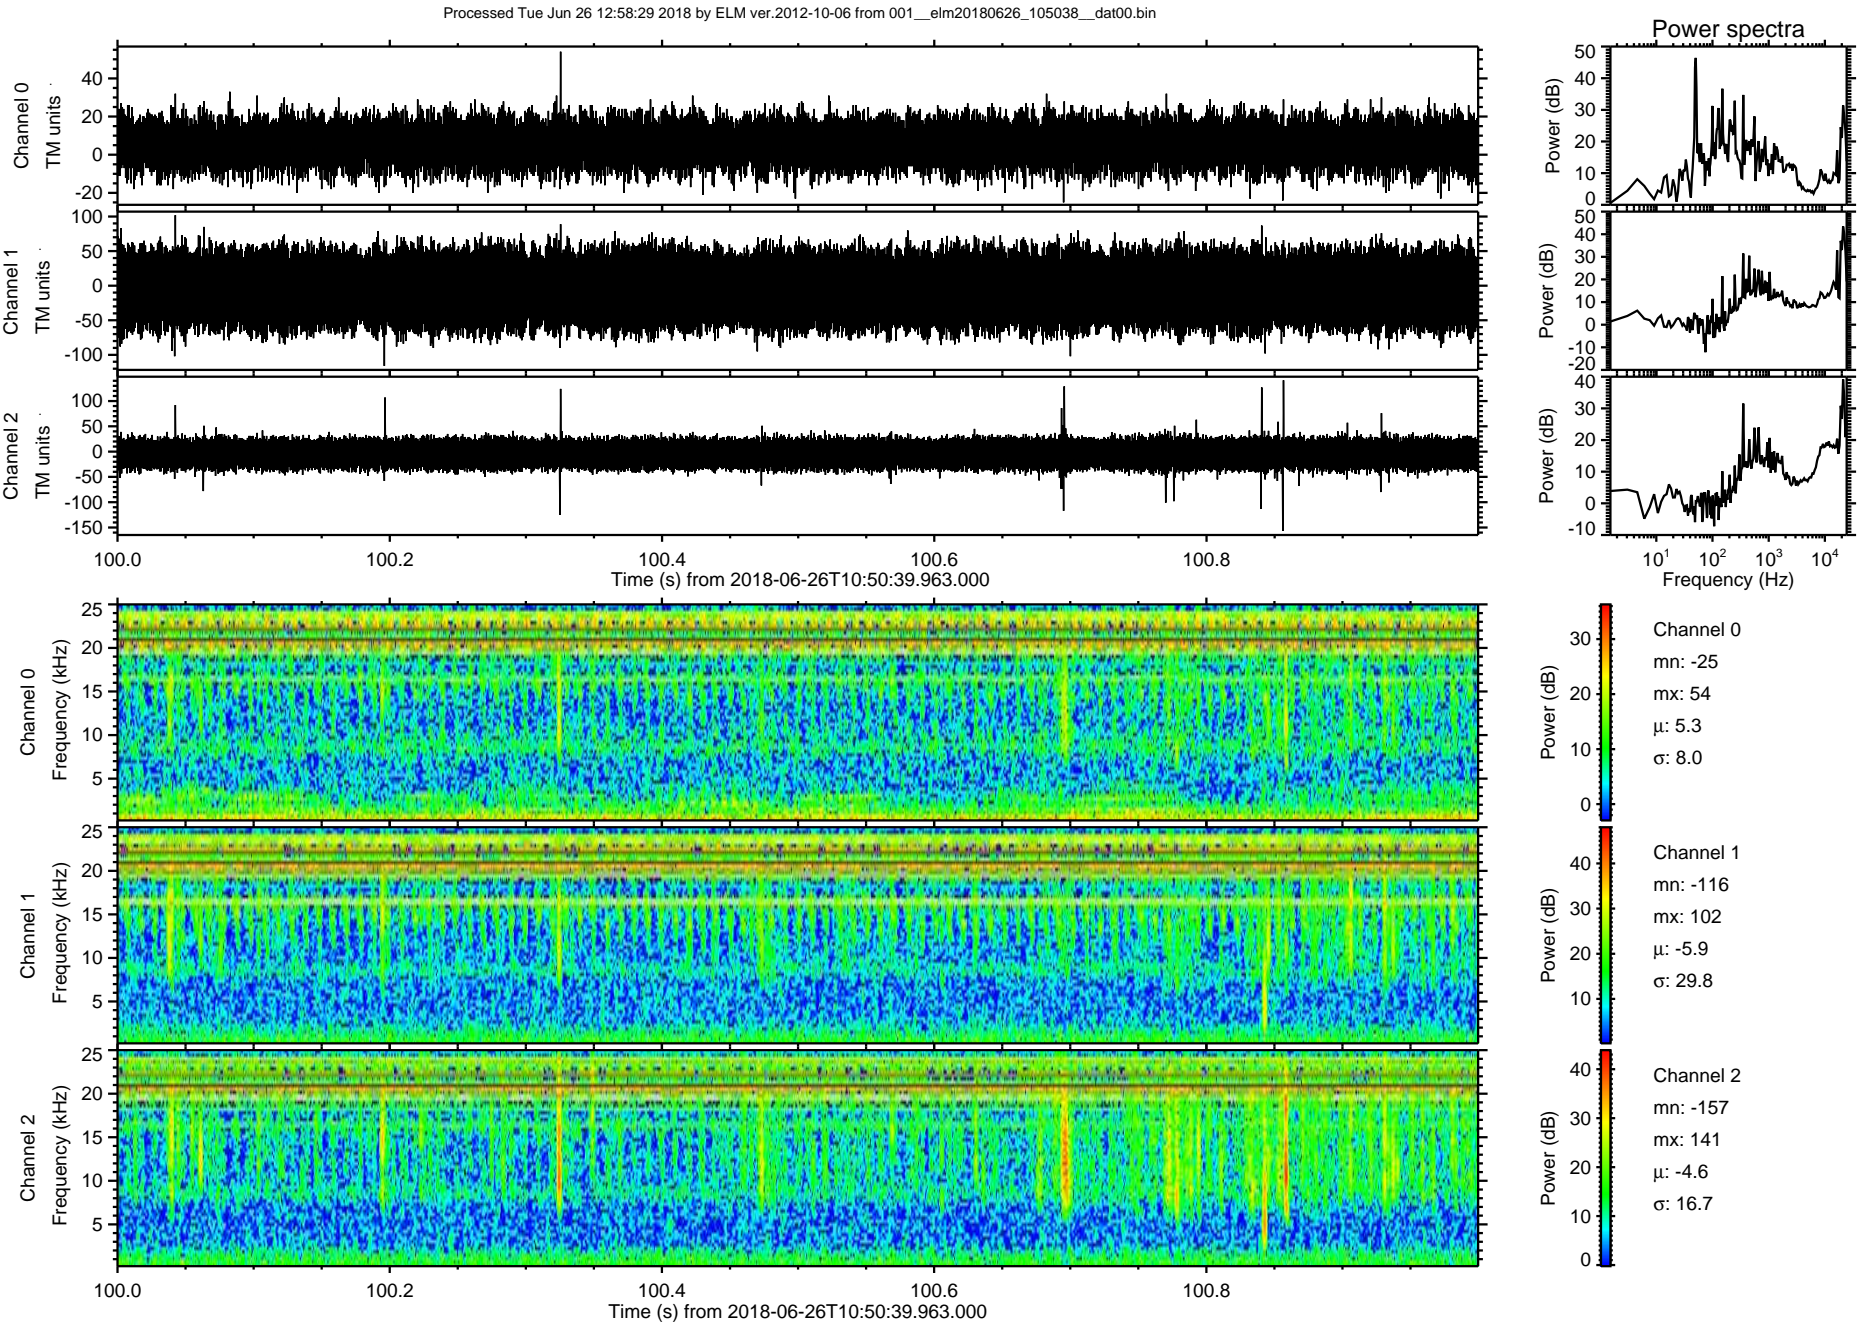 Processed Tue Jun 26 12:58:29 2018 by ELM ver.2012-10-06 from 001__elm20180626_105038__dat00.bin
Power spectra
Channel 0
TM units
40
20
0
-20
Power (dB)
50
40
30
20
10
0
Channel 1
TM units
100
50
0
-50
-100
Power (dB)
50
40
30
20
10
0
-10
-20
Channel 2
TM units
100
50
0
-50
-100
-150
Power (dB)
40
30
20
10
0
-10
100.0 100.2 100.4 100.6 100.8
Time (s) from 2018-06-26T10:50:39.963.000
10^1 10^2 10^3 10^4
Frequency (Hz)
Channel 0
Frequency (kHz)
25
20
15
10
5
Power (dB)
30
20
10
0
Channel 0
mn: -25
mx: 54
μ: 5.3
σ: 8.0
Channel 1
Frequency (kHz)
25
20
15
10
5
Power (dB)
40
30
20
10
Channel 1
mn: -116
mx: 102
μ: -5.9
σ: 29.8
Channel 2
Frequency (kHz)
25
20
15
10
5
Power (dB)
40
30
20
10
0
Channel 2
mn: -157
mx: 141
μ: -4.6
σ: 16.7
100.0 100.2 100.4 100.6 100.8
Time (s) from 2018-06-26T10:50:39.963.000